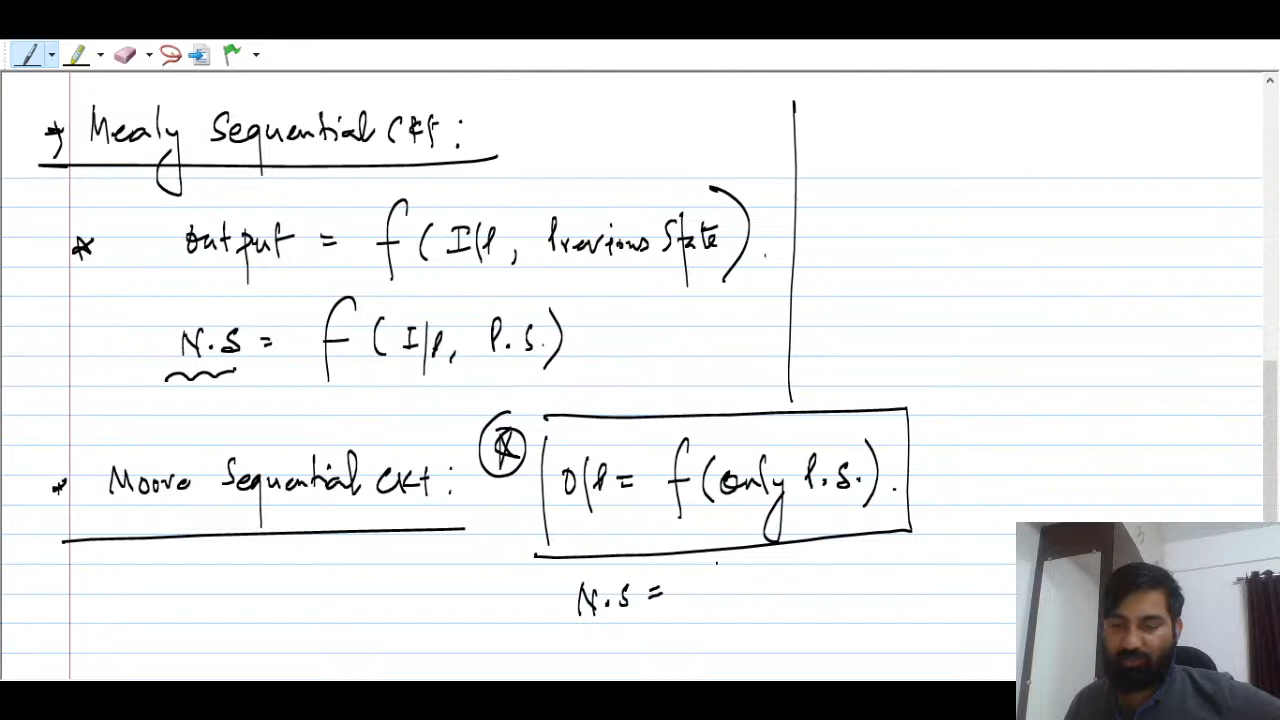 → Mealy Sequential CKt :
* Output = f ( I/P , Previous State ) .
N.S = f ( I/P, P.S. )
* Moore Sequential CKt : * O/P = f ( Only P.S. ) .
N.S =